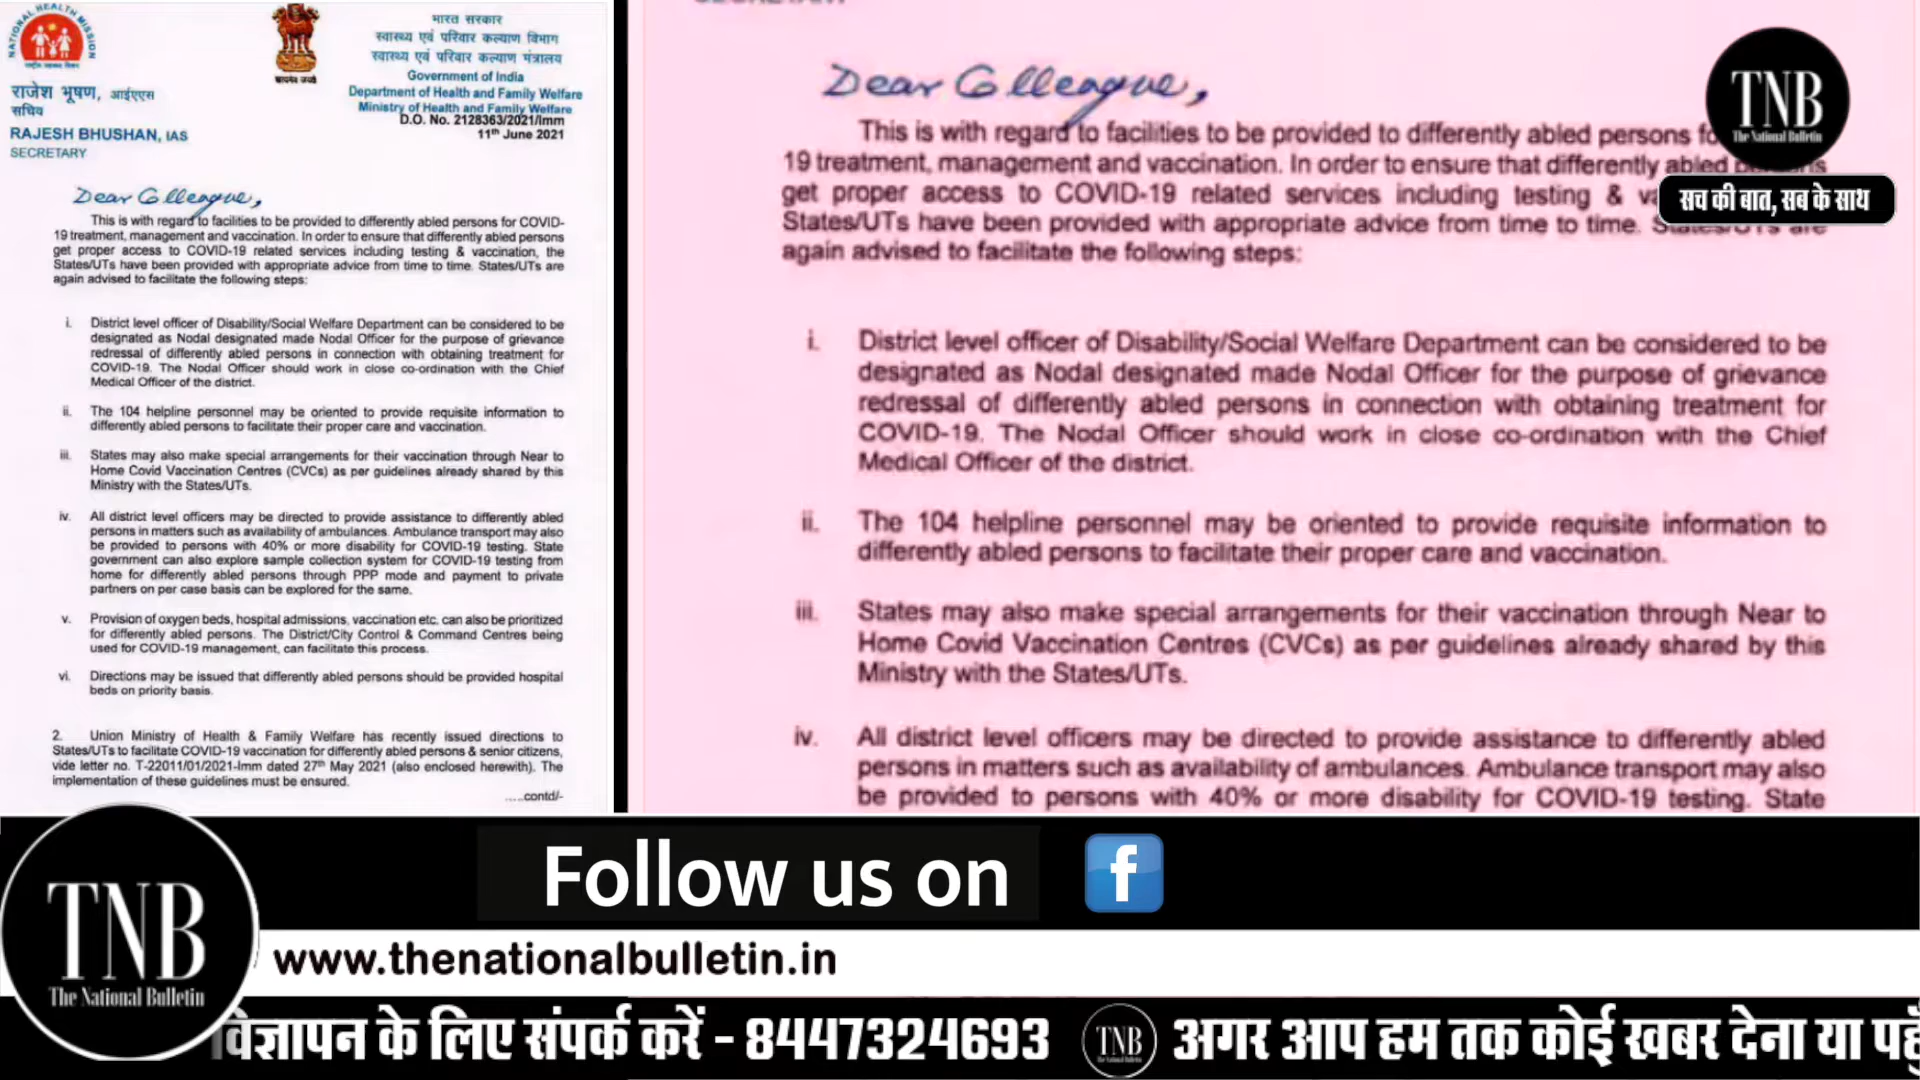 NATIONAL HEALTH MISSION
भारत सरकार
स्वास्थ्य एवं परिवार कल्याण विभाग
स्वास्थ्य एवं परिवार कल्याण मंत्रालय
Government of India
Department of Health and Family Welfare
Ministry of Health and Family Welfare
D.O. No. 2128363/2021/Imm
11th June 2021
राजेश भूषण, आईएएस
सचिव
RAJESH BHUSHAN, IAS
SECRETARY
Dear Colleague,
This is with regard to facilities to be provided to differently abled persons for COVID-
19 treatment, management and vaccination. In order to ensure that differently abled persons
get proper access to COVID-19 related services including testing & vaccination, the
States/UTs have been provided with appropriate advice from time to time. States/UTs are
again advised to facilitate the following steps:
i. District level officer of Disability/Social Welfare Department can be considered to be
designated as Nodal designated made Nodal Officer for the purpose of grievance
redressal of differently abled persons in connection with obtaining treatment for
COVID-19. The Nodal Officer should work in close co-ordination with the Chief
Medical Officer of the district.
ii. The 104 helpline personnel may be oriented to provide requisite information to
differently abled persons to facilitate their proper care and vaccination.
iii. States may also make special arrangements for their vaccination through Near to
Home Covid Vaccination Centres (CVCs) as per guidelines already shared by this
Ministry with the States/UTs.
iv. All district level officers may be directed to provide assistance to differently abled
persons in matters such as availability of ambulances. Ambulance transport may also
be provided to persons with 40% or more disability for COVID-19 testing. State
government can also explore sample collection system for COVID-19 testing from
home for differently abled persons through PPP mode and payment to private
partners on per case basis can be explored for the same.
v. Provision of oxygen beds, hospital admissions, vaccination etc. can also be prioritized
for differently abled persons. The District/City Control & Command Centres being
used for COVID-19 management, can facilitate this process.
vi. Directions may be issued that differently abled persons should be provided hospital
beds on priority basis.
2. Union Ministry of Health & Family Welfare has recently issued directions to
States/UTs to facilitate COVID-19 vaccination for differently abled persons & senior citizens,
vide letter no. T-22011/01/2021-Imm dated 27th May 2021 (also enclosed herewith). The
implementation of these guidelines must be ensured.
.....contd/-
Dear Colleague,
This is with regard to facilities to be provided to differently abled persons
19 treatment, management and vaccination. In order to ensure that differently abled persons
get proper access to COVID-19 related services including testing &
States/UTs have been provided with appropriate advice from time to time. States/UTs are
again advised to facilitate the following steps:
i. District level officer of Disability/Social Welfare Department can be considered to be
designated as Nodal designated made Nodal Officer for the purpose of grievance
redressal of differently abled persons in connection with obtaining treatment for
COVID-19. The Nodal Officer should work in close co-ordination with the Chief
Medical Officer of the district.
ii. The 104 helpline personnel may be oriented to provide requisite information to
differently abled persons to facilitate their proper care and vaccination.
iii. States may also make special arrangements for their vaccination through Near to
Home Covid Vaccination Centres (CVCs) as per guidelines already shared by this
Ministry with the States/UTs.
iv. All district level officers may be directed to provide assistance to differently abled
persons in matters such as availability of ambulances. Ambulance transport may also
be provided to persons with 40% or more disability for COVID-19 testing. State
TNB
The National Bulletin
सच की बात, सब के साथ
Follow us on f
TNB
The National Bulletin
www.thenationalbulletin.in
विज्ञापन के लिए संपर्क करें - 8447324693 TNB अगर आप हम तक कोई खबर देना या